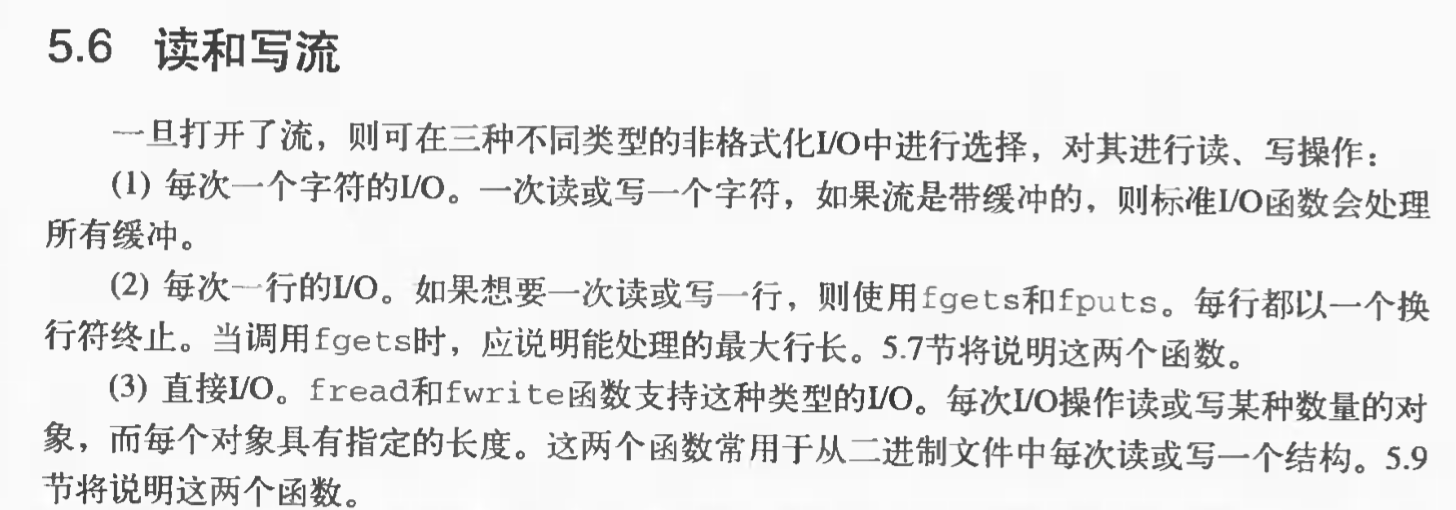 5.6 读和写流
一旦打开了流，则可在三种不同类型的非格式化I/O中进行选择，对其进行读、写操作：
(1) 每次一个字符的I/O。一次读或写一个字符，如果流是带缓冲的，则标准I/O函数会处理
所有缓冲。
(2) 每次一行的I/O。如果想要一次读或写一行，则使用fgets和fputs。每行都以一个换
行符终止。当调用fgets时，应说明能处理的最大行长。5.7节将说明这两个函数。
(3) 直接I/O。fread和fwrite函数支持这种类型的I/O。每次I/O操作读或写某种数量的对
象，而每个对象具有指定的长度。这两个函数常用于从二进制文件中每次读或写一个结构。5.9
节将说明这两个函数。